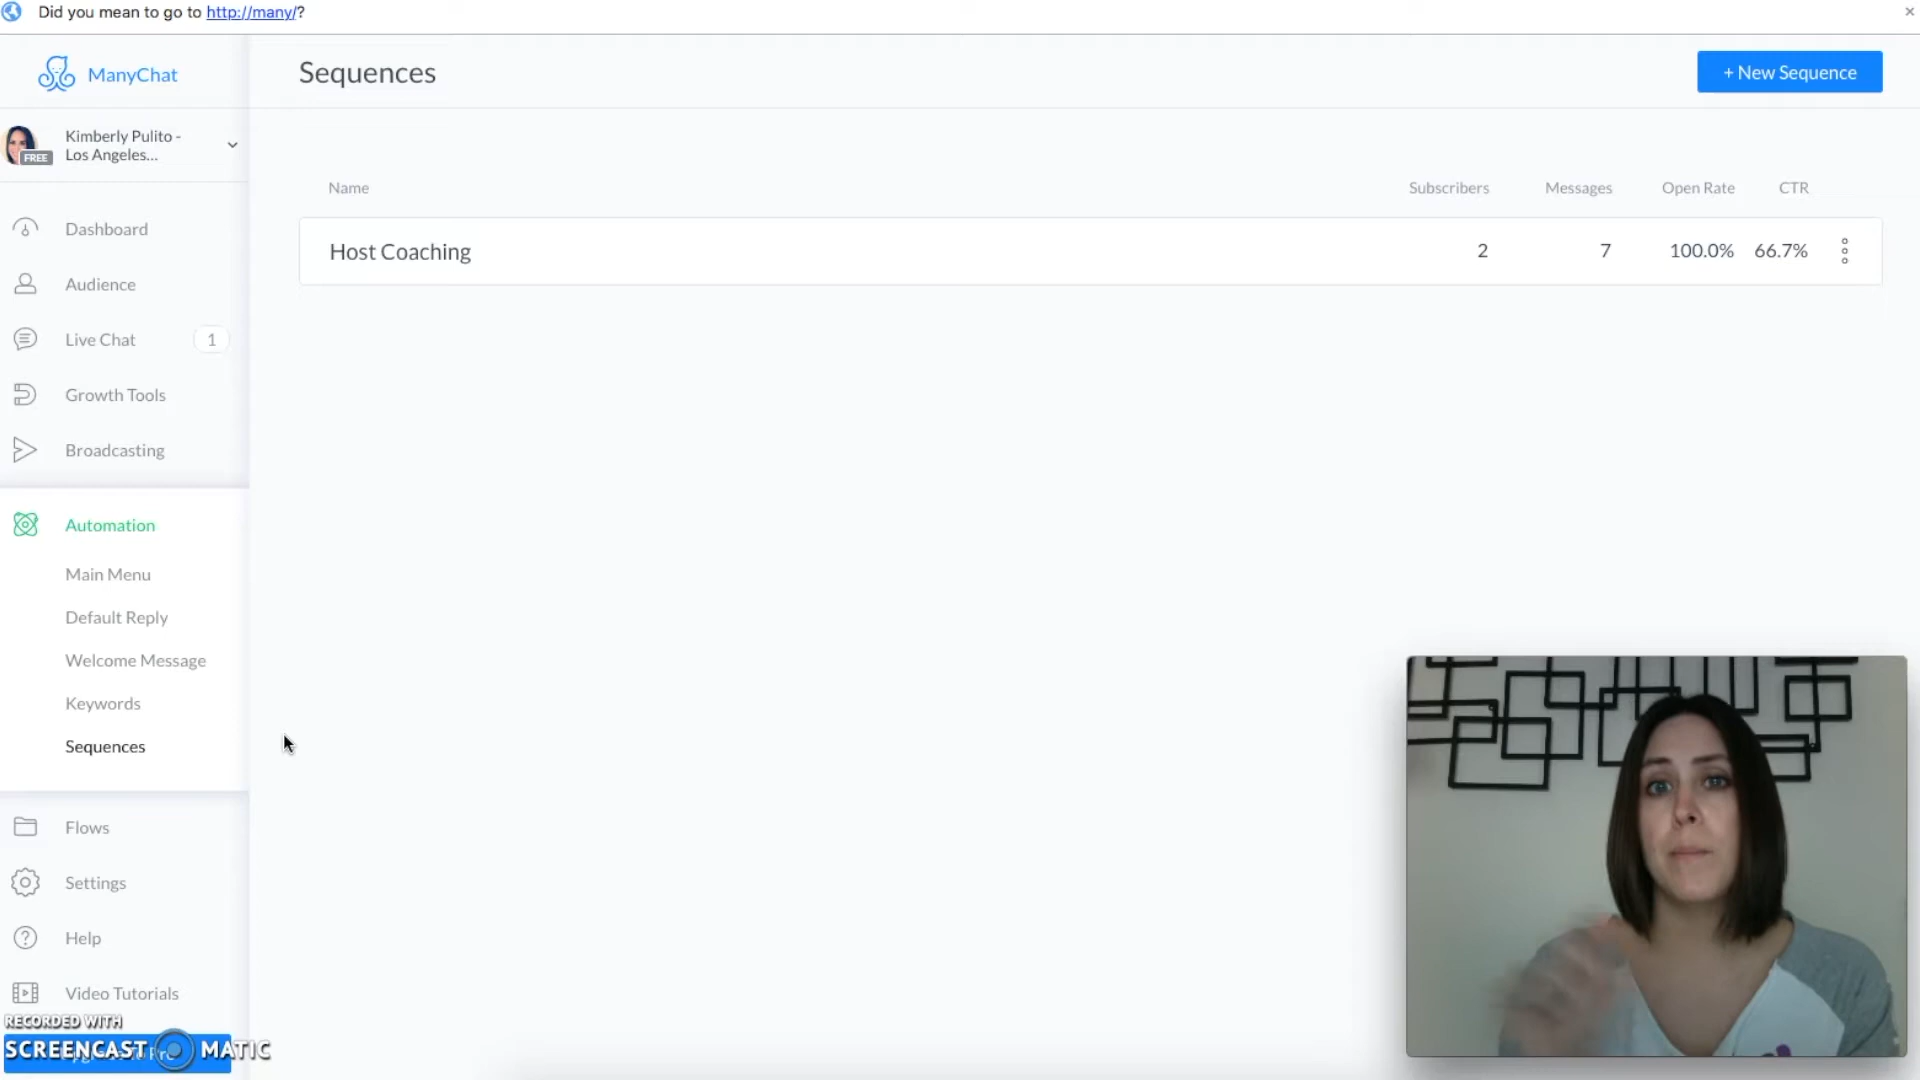 Did you mean to go to http://many/?
ManyChat
Sequences
+ New Sequence
Kimberly Pulito -
Los Angeles...
FREE
Name
Subscribers
Messages
Open Rate
CTR
Host Coaching
2
7
100.0%
66.7%
Dashboard
Audience
Live Chat
1
Growth Tools
Broadcasting
Automation
Main Menu
Default Reply
Welcome Message
Keywords
Sequences
Flows
Settings
Help
Video Tutorials
RECORDED WITH
SCREENCAST MATIC